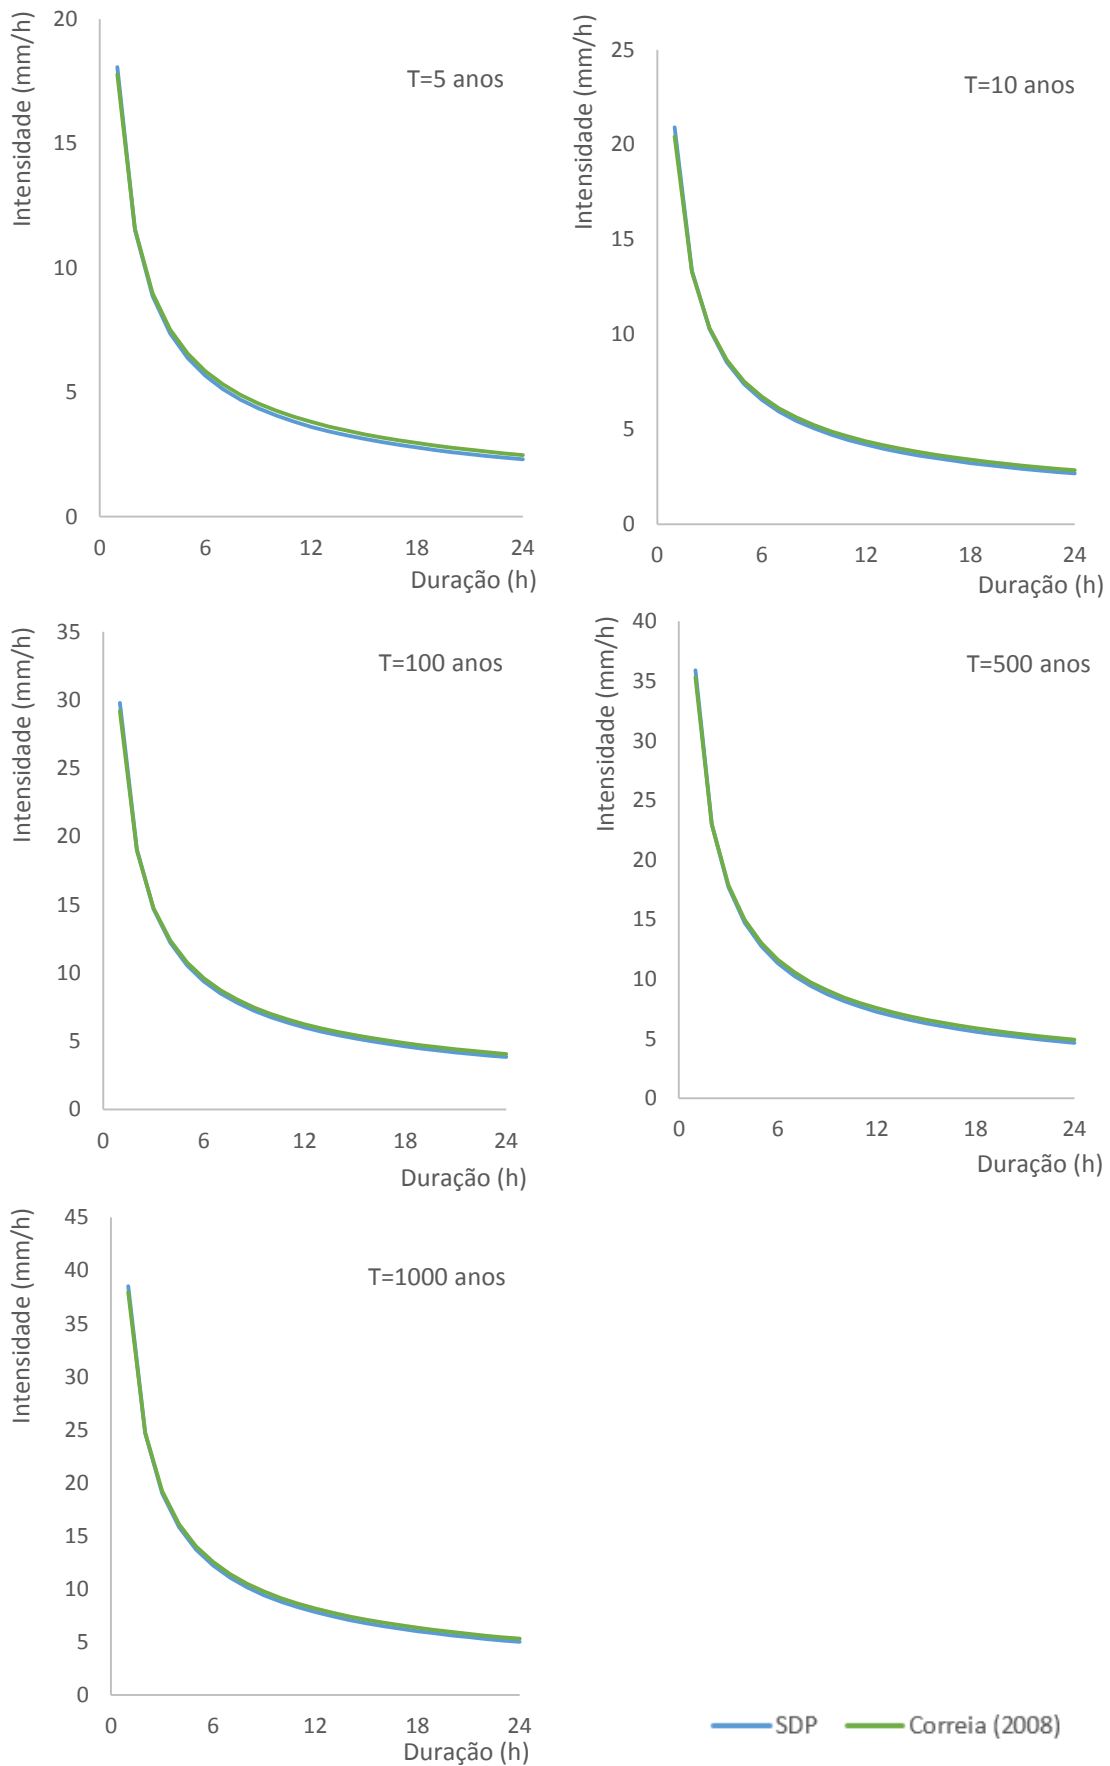 Intensidade (mm/h)
T=5 anos
20
15
10
5
0
0 6 12 18 24
Duração (h)
Intensidade (mm/h)
T=10 anos
25
20
15
10
5
0
0 6 12 18 24
Duração (h)
Intensidade (mm/h)
T=100 anos
35
30
25
20
15
10
5
0
0 6 12 18 24
Duração (h)
Intensidade (mm/h)
T=500 anos
40
35
30
25
20
15
10
5
0
0 6 12 18 24
Duração (h)
Intensidade (mm/h)
T=1000 anos
45
40
35
30
25
20
15
10
5
0
0 6 12 18 24
Duração (h)
SDP Correia (2008)